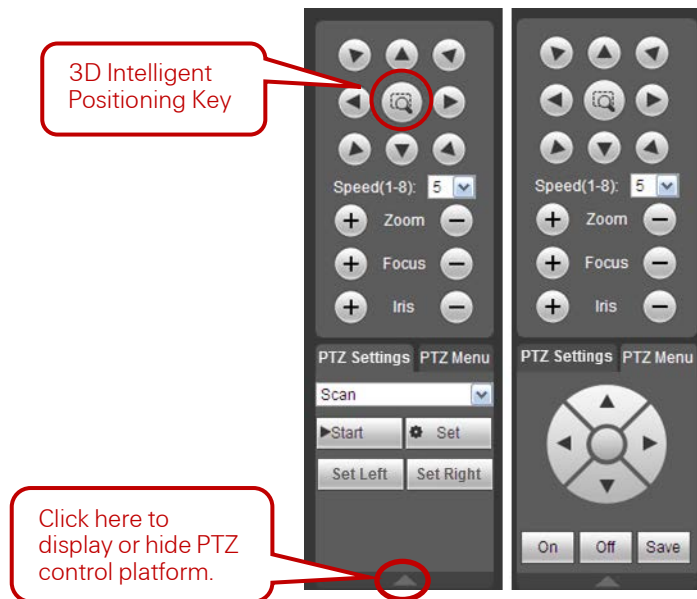 3D Intelligent
Positioning Key
Speed(1-8): 5
Zoom
Focus
Iris
PTZ Settings PTZ Menu
Scan
Start Set
Set Left Set Right
Click here to
display or hide PTZ
control platform.
Speed(1-8): 5
Zoom
Focus
Iris
PTZ Settings PTZ Menu
On Off Save